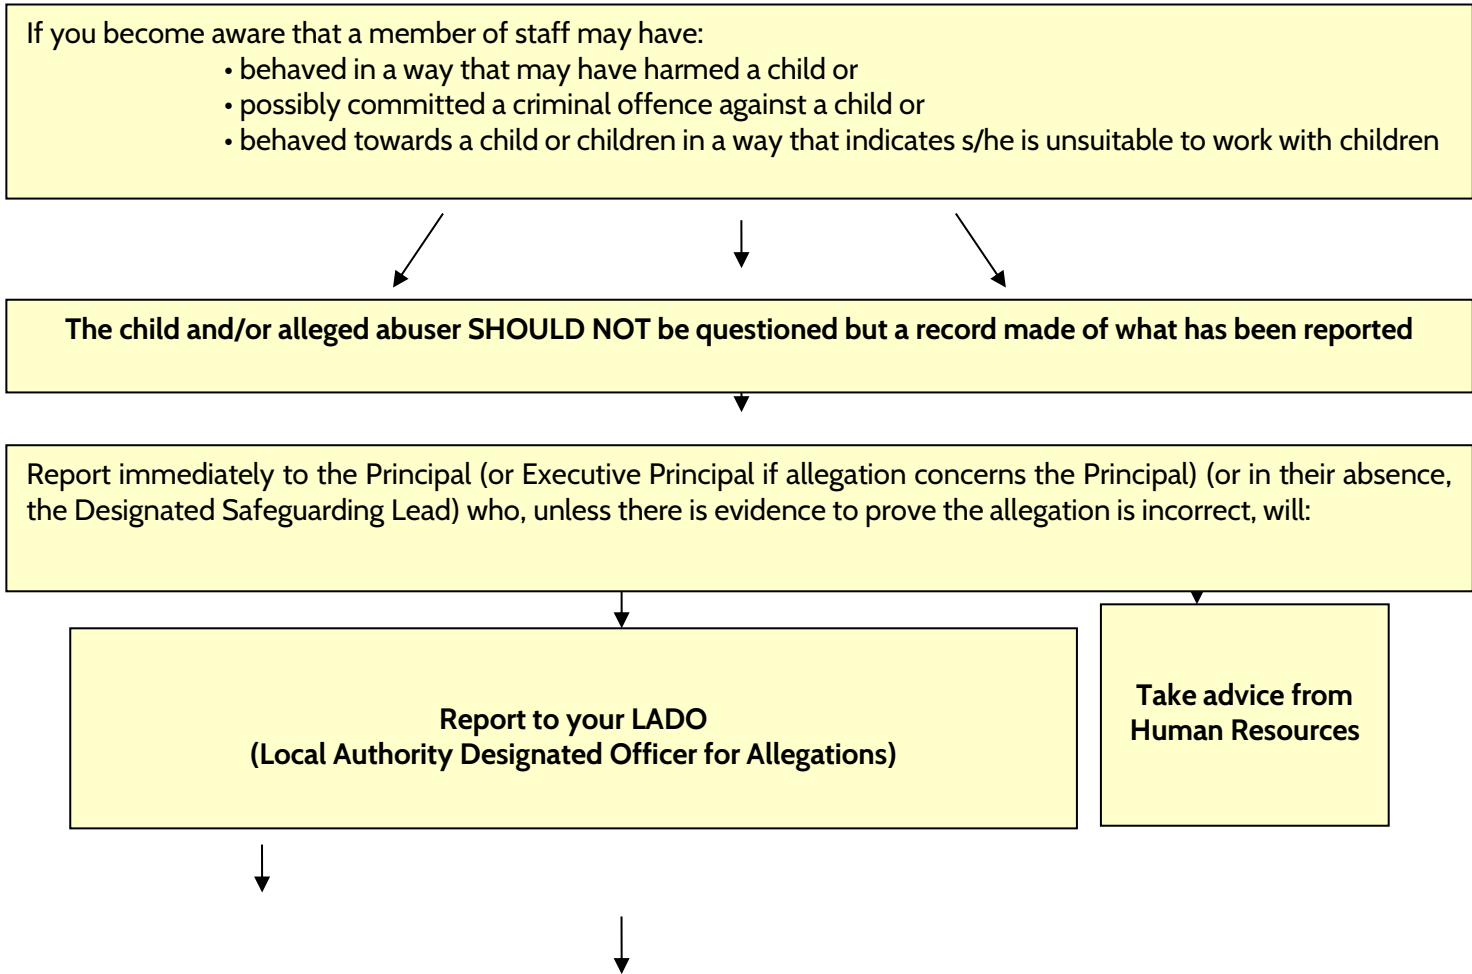 If you become aware that a member of staff may have:
• behaved in a way that may have harmed a child or
• possibly committed a criminal offence against a child or
• behaved towards a child or children in a way that indicates s/he is unsuitable to work with children
The child and/or alleged abuser SHOULD NOT be questioned but a record made of what has been reported
Report immediately to the Principal (or Executive Principal if allegation concerns the Principal) (or in their absence,
the Designated Safeguarding Lead) who, unless there is evidence to prove the allegation is incorrect, will:
Report to your LADO
(Local Authority Designated Officer for Allegations)
Take advice from
Human Resources